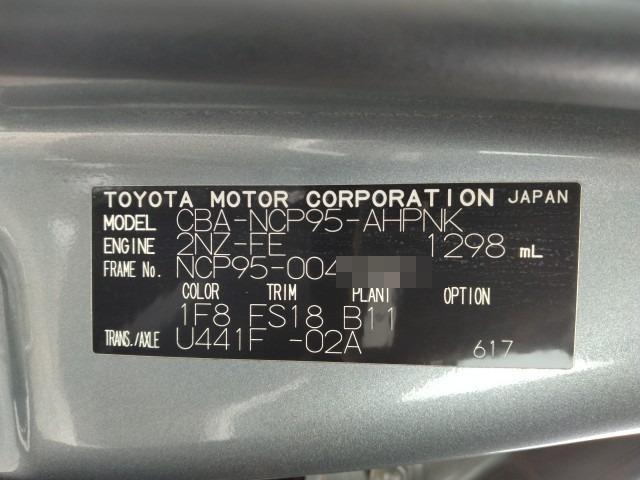 TOYOTA MOTOR CORPORATION JAPAN
MODEL CBA-NCP95-AHPNK
ENGINE 2NZ-FE 1298 mL
FRAME No. NCP95-004
COLOR TRIM PLANT OPTION
1F8 FS18 B11
TRANS./AXLE U441F -02A 617